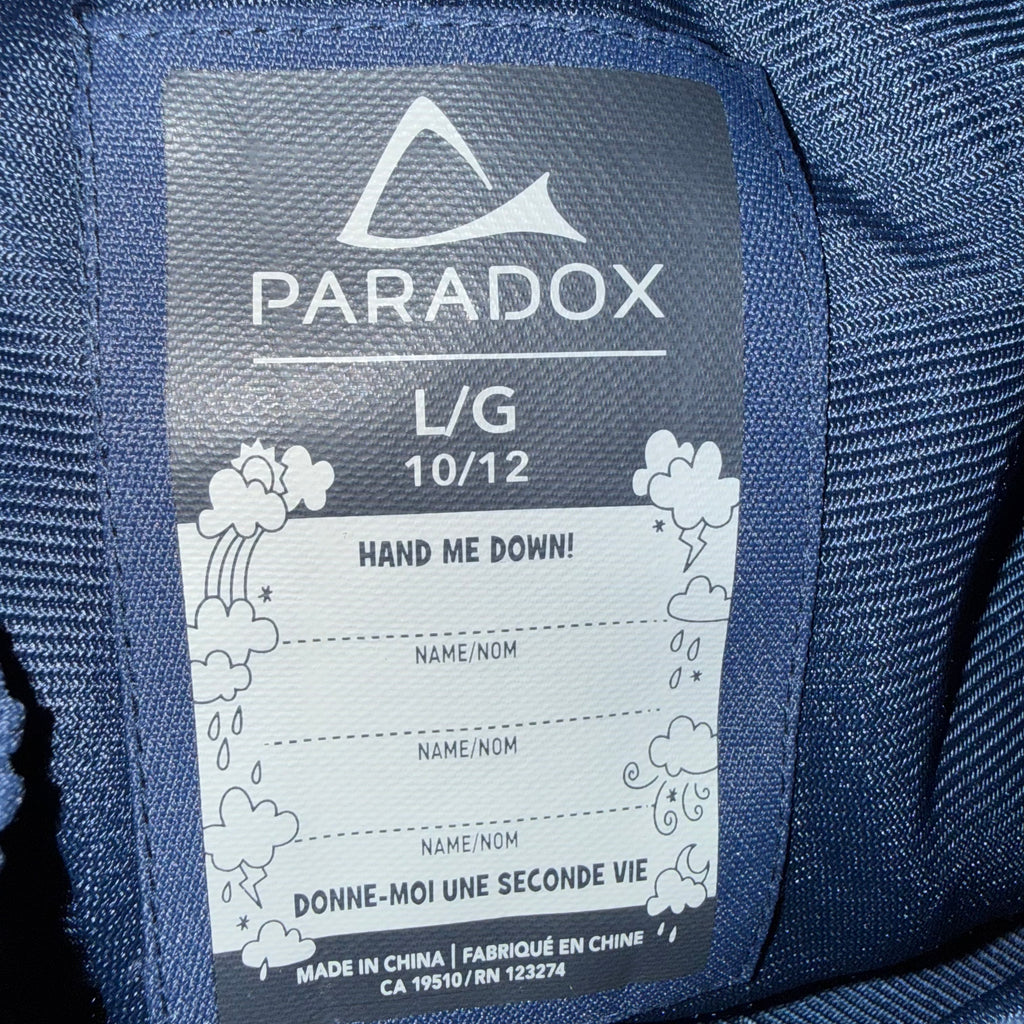 PARADOX
L/G
10/12
HAND ME DOWN!
NAME/NOM
NAME/NOM
NAME/NOM
DONNE-MOI UNE SECONDE VIE
MADE IN CHINA | FABRIQUÉ EN CHINE
CA 19510/RN 123274